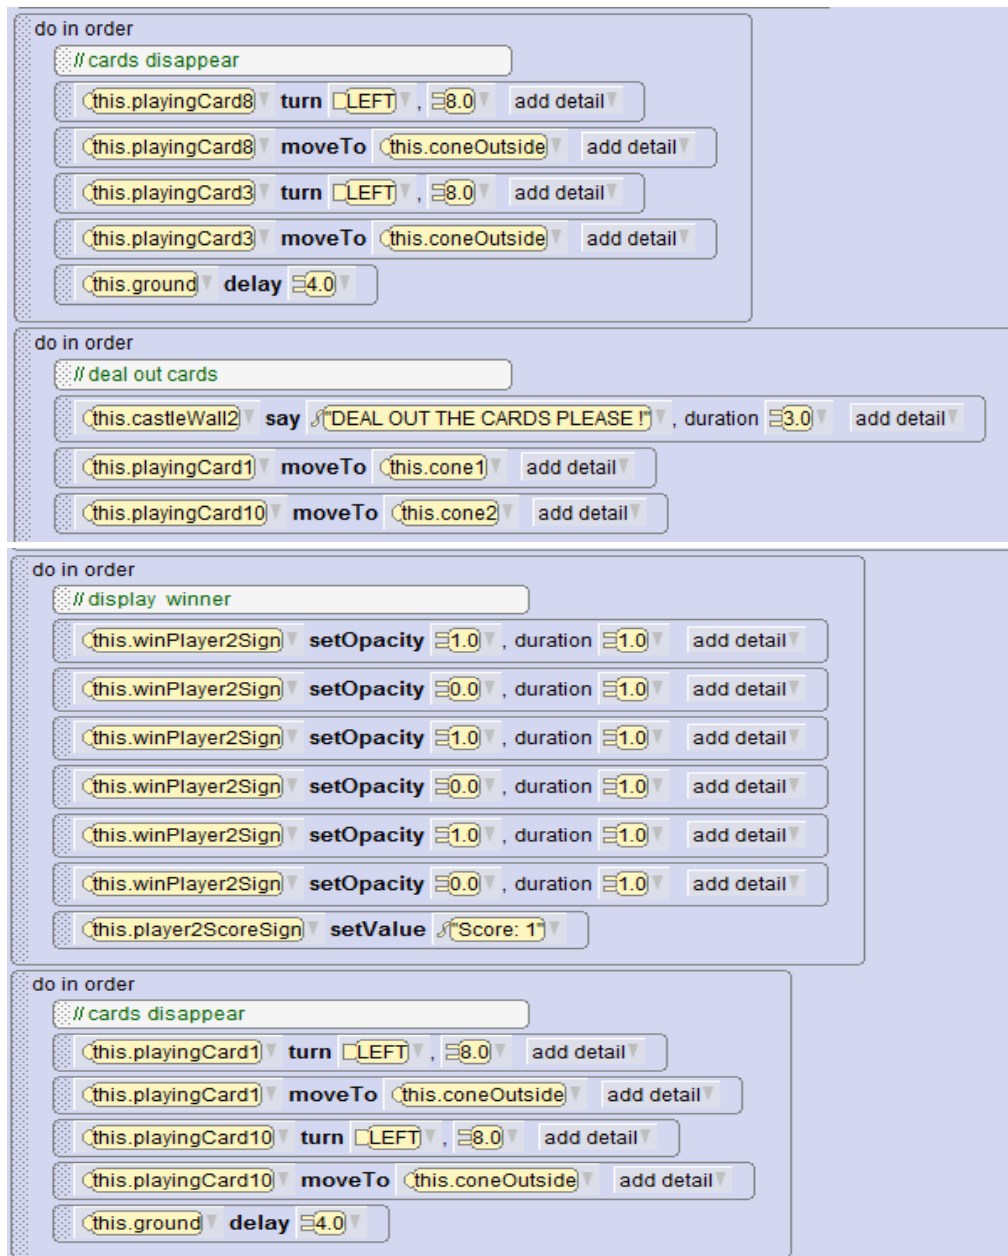 do in order
// cards disappear
this.playingCard8 turn LEFT , 8.0 add detail
this.playingCard8 moveTo this.coneOutside add detail
this.playingCard3 turn LEFT , 8.0 add detail
this.playingCard3 moveTo this.coneOutside add detail
this.ground delay 4.0
do in order
// deal out cards
this.castleWall2 say "DEAL OUT THE CARDS PLEASE !" , duration 3.0 add detail
this.playingCard1 moveTo this.cone1 add detail
this.playingCard10 moveTo this.cone2 add detail
do in order
// display winner
this.winPlayer2Sign setOpacity 1.0 , duration 1.0 add detail
this.winPlayer2Sign setOpacity 0.0 , duration 1.0 add detail
this.winPlayer2Sign setOpacity 1.0 , duration 1.0 add detail
this.winPlayer2Sign setOpacity 0.0 , duration 1.0 add detail
this.winPlayer2Sign setOpacity 1.0 , duration 1.0 add detail
this.winPlayer2Sign setOpacity 0.0 , duration 1.0 add detail
this.player2ScoreSign setValue "Score: 1"
do in order
// cards disappear
this.playingCard1 turn LEFT , 8.0 add detail
this.playingCard1 moveTo this.coneOutside add detail
this.playingCard10 turn LEFT , 8.0 add detail
this.playingCard10 moveTo this.coneOutside add detail
this.ground delay 4.0